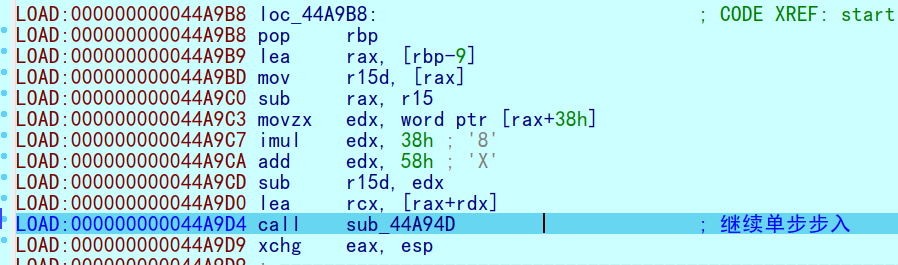 LOAD:000000000044A9B8 loc_44A9B8: ; CODE XREF: start
LOAD:000000000044A9B8 pop rbp
LOAD:000000000044A9B9 lea rax, [rbp-9]
LOAD:000000000044A9BD mov r15d, [rax]
LOAD:000000000044A9C0 sub rax, r15
LOAD:000000000044A9C3 movzx edx, word ptr [rax+38h]
LOAD:000000000044A9C7 imul edx, 38h ; '8'
LOAD:000000000044A9CA add edx, 58h ; 'X'
LOAD:000000000044A9CD sub r15d, edx
LOAD:000000000044A9D0 lea rcx, [rax+rdx]
LOAD:000000000044A9D4 call sub_44A94D ; 继续单步步入
LOAD:000000000044A9D9 xchg eax, esp